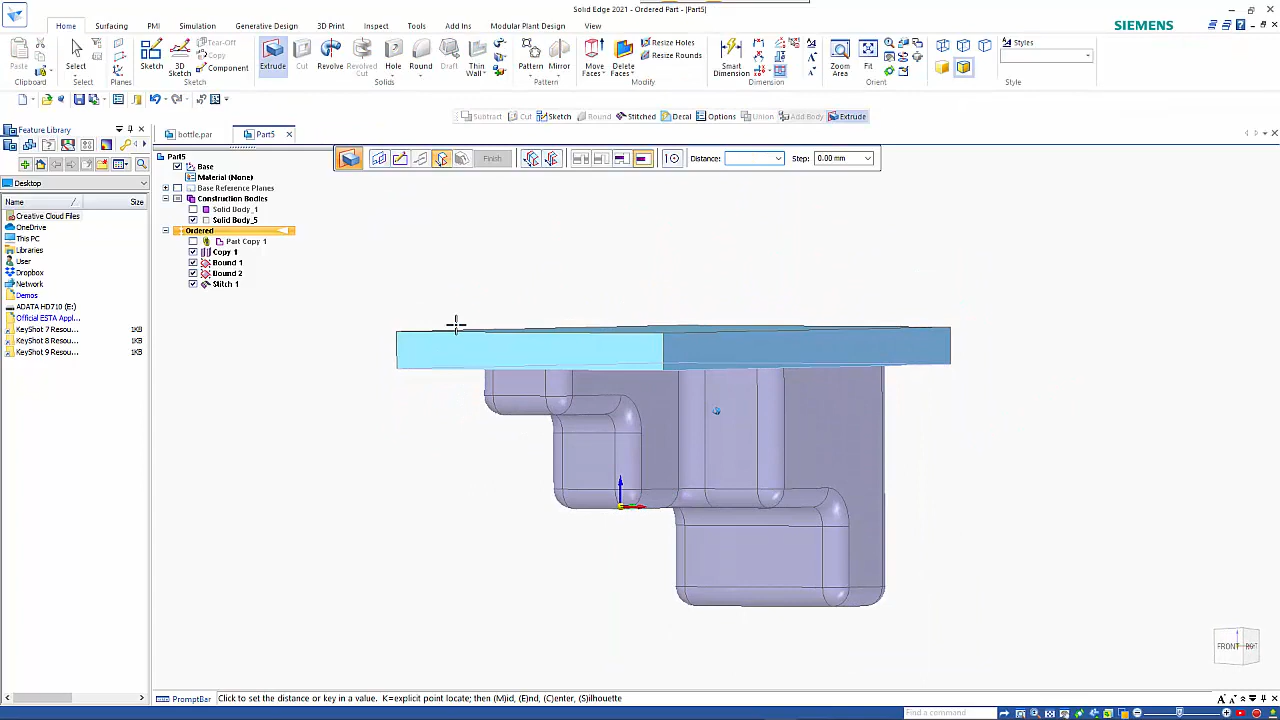 Solid Edge 2021 - Ordered Part - [Part5]
Home Surfacing PMI Simulation Generative Design 3D Print Inspect Tools Add Ins Modular Plant Design View
SIEMENS
Paste Select Sketch 3D Sketch Tear-Off Copy Component Extrude Cut Revolve Revolved Cut Hole Round Draft Thin Wall Pattern Mirror Move Faces Delete Faces Resize Holes Resize Rounds Smart Dimension Zoom Area Fit Styles
Clipboard Select Planes Sketch Solids Pattern Modify Dimension Orient Style
Subtract Cut Sketch Round Stitched Decal Options Union Add Body Extrude
Feature Library
bottle.par Part5
Finish Distance: Step: 0.00 mm
Desktop
Name Size
Creative Cloud Files
OneDrive
This PC
Libraries
User
Dropbox
Network
Demos
ADATA HD710 (E:)
Official ESTA Appl...
KeyShot 7 Resou... 1KB
KeyShot 8 Resou... 1KB
KeyShot 9 Resou... 1KB
Part5
Base
Material (None)
Base Reference Planes
Construction Bodies
Solid Body_1
Solid Body_5
Ordered
Part Copy 1
Copy 1
Bound 1
Bound 2
Stitch 1
FRONT
PromptBar Click to set the distance or key in a value. K=explicit point locate; then (M)id, (E)nd, (C)enter, (S)ilhouette
Find a command